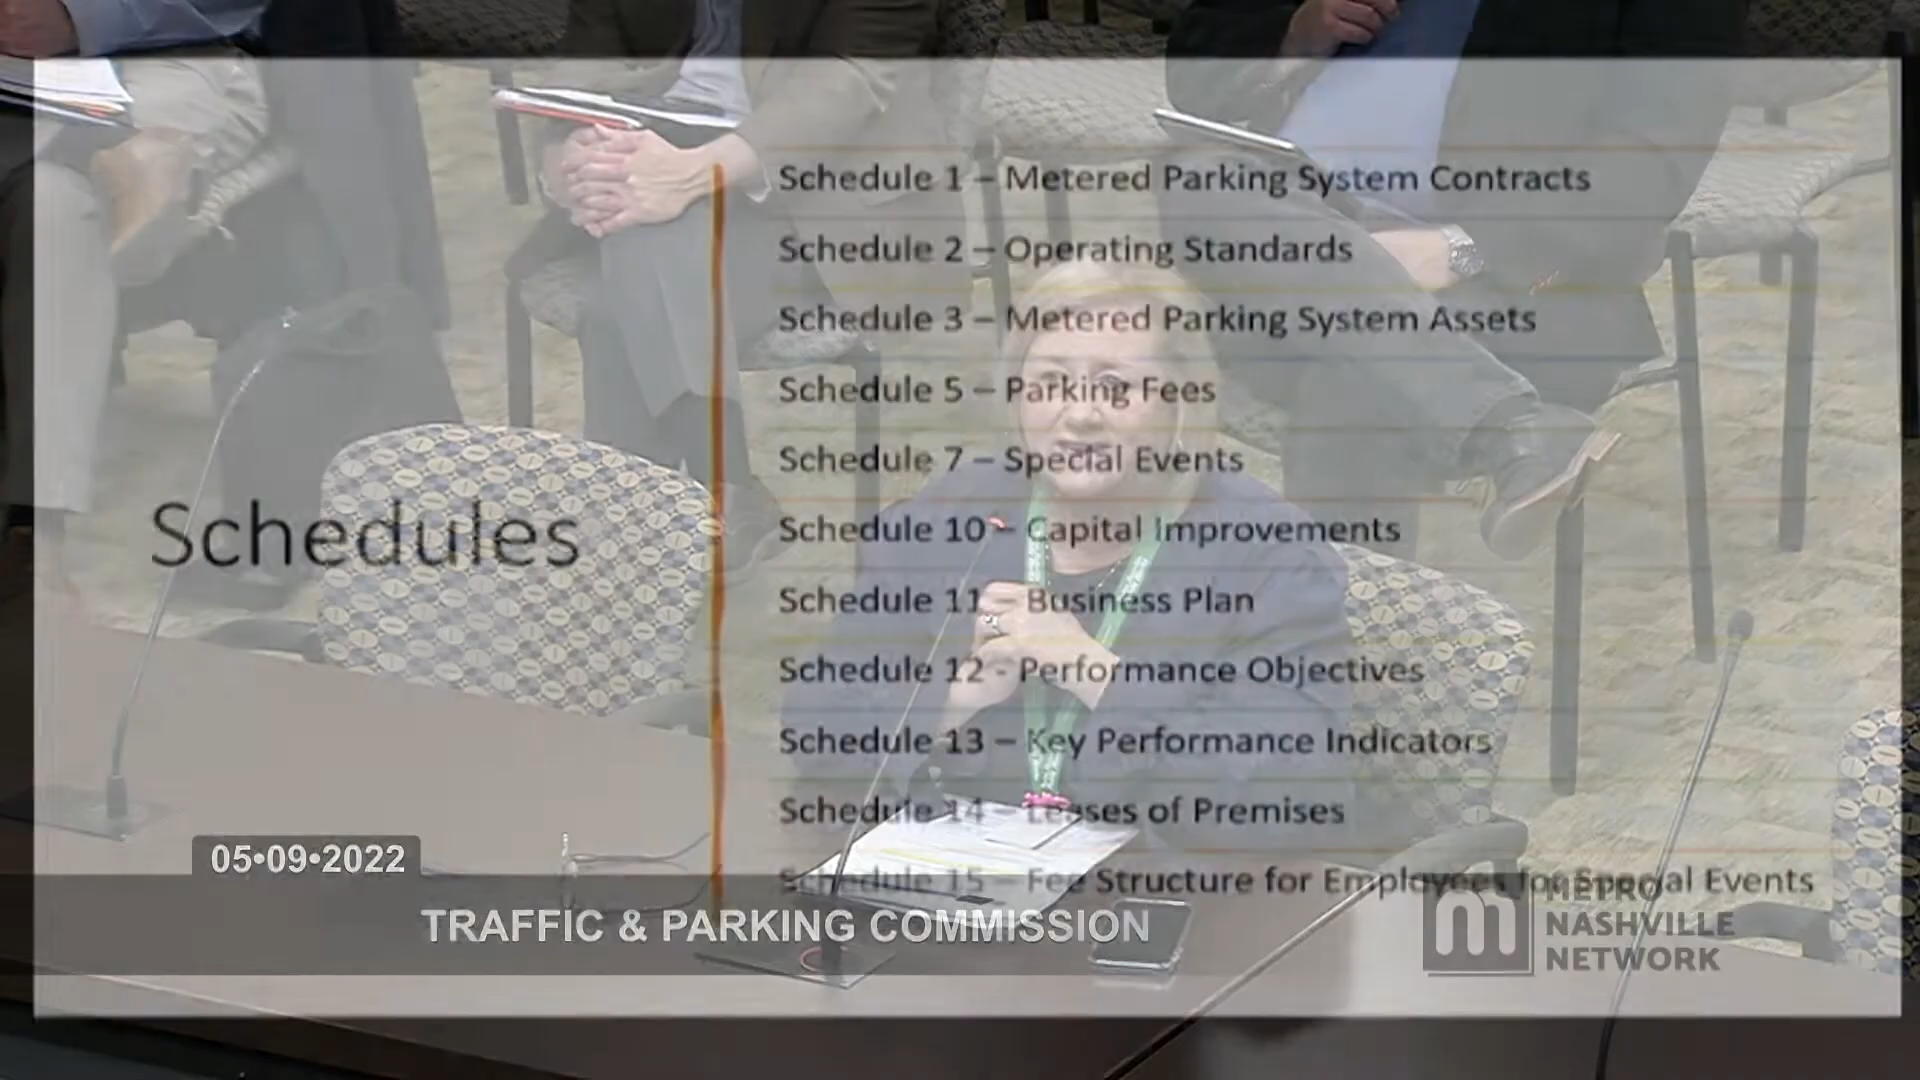 Schedules
Schedule 1 – Metered Parking System Contracts
Schedule 2 – Operating Standards
Schedule 3 – Metered Parking System Assets
Schedule 5 – Parking Fees
Schedule 7 – Special Events
Schedule 10 – Capital Improvements
Schedule 11 – Business Plan
Schedule 12 - Performance Objectives
Schedule 13 – Key Performance Indicators
Schedule 14 – Leases of Premises
Schedule 15 – Fee Structure for Employees for Special Events
05•09•2022
TRAFFIC & PARKING COMMISSION
m
METRO
NASHVILLE
NETWORK